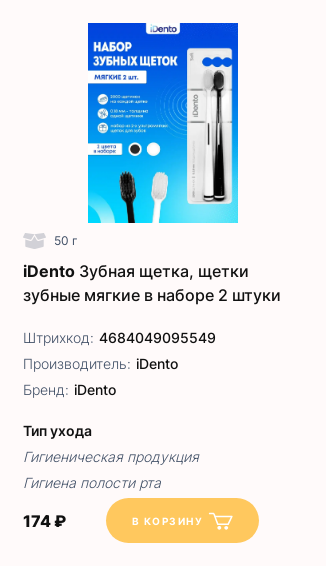 iDento
НАБОР
ЗУБНЫХ ЩЕТОК
МЯГКИЕ 2 шт.
2 цвета
в наборе
iDento
50 г
iDento Зубная щетка, щетки
зубные мягкие в наборе 2 штуки
Штрихкод: 4684049095549
Производитель: iDento
Бренд: iDento
Тип ухода
Гигиеническая продукция
Гигиена полости рта
174 ₽
В КОРЗИНУ